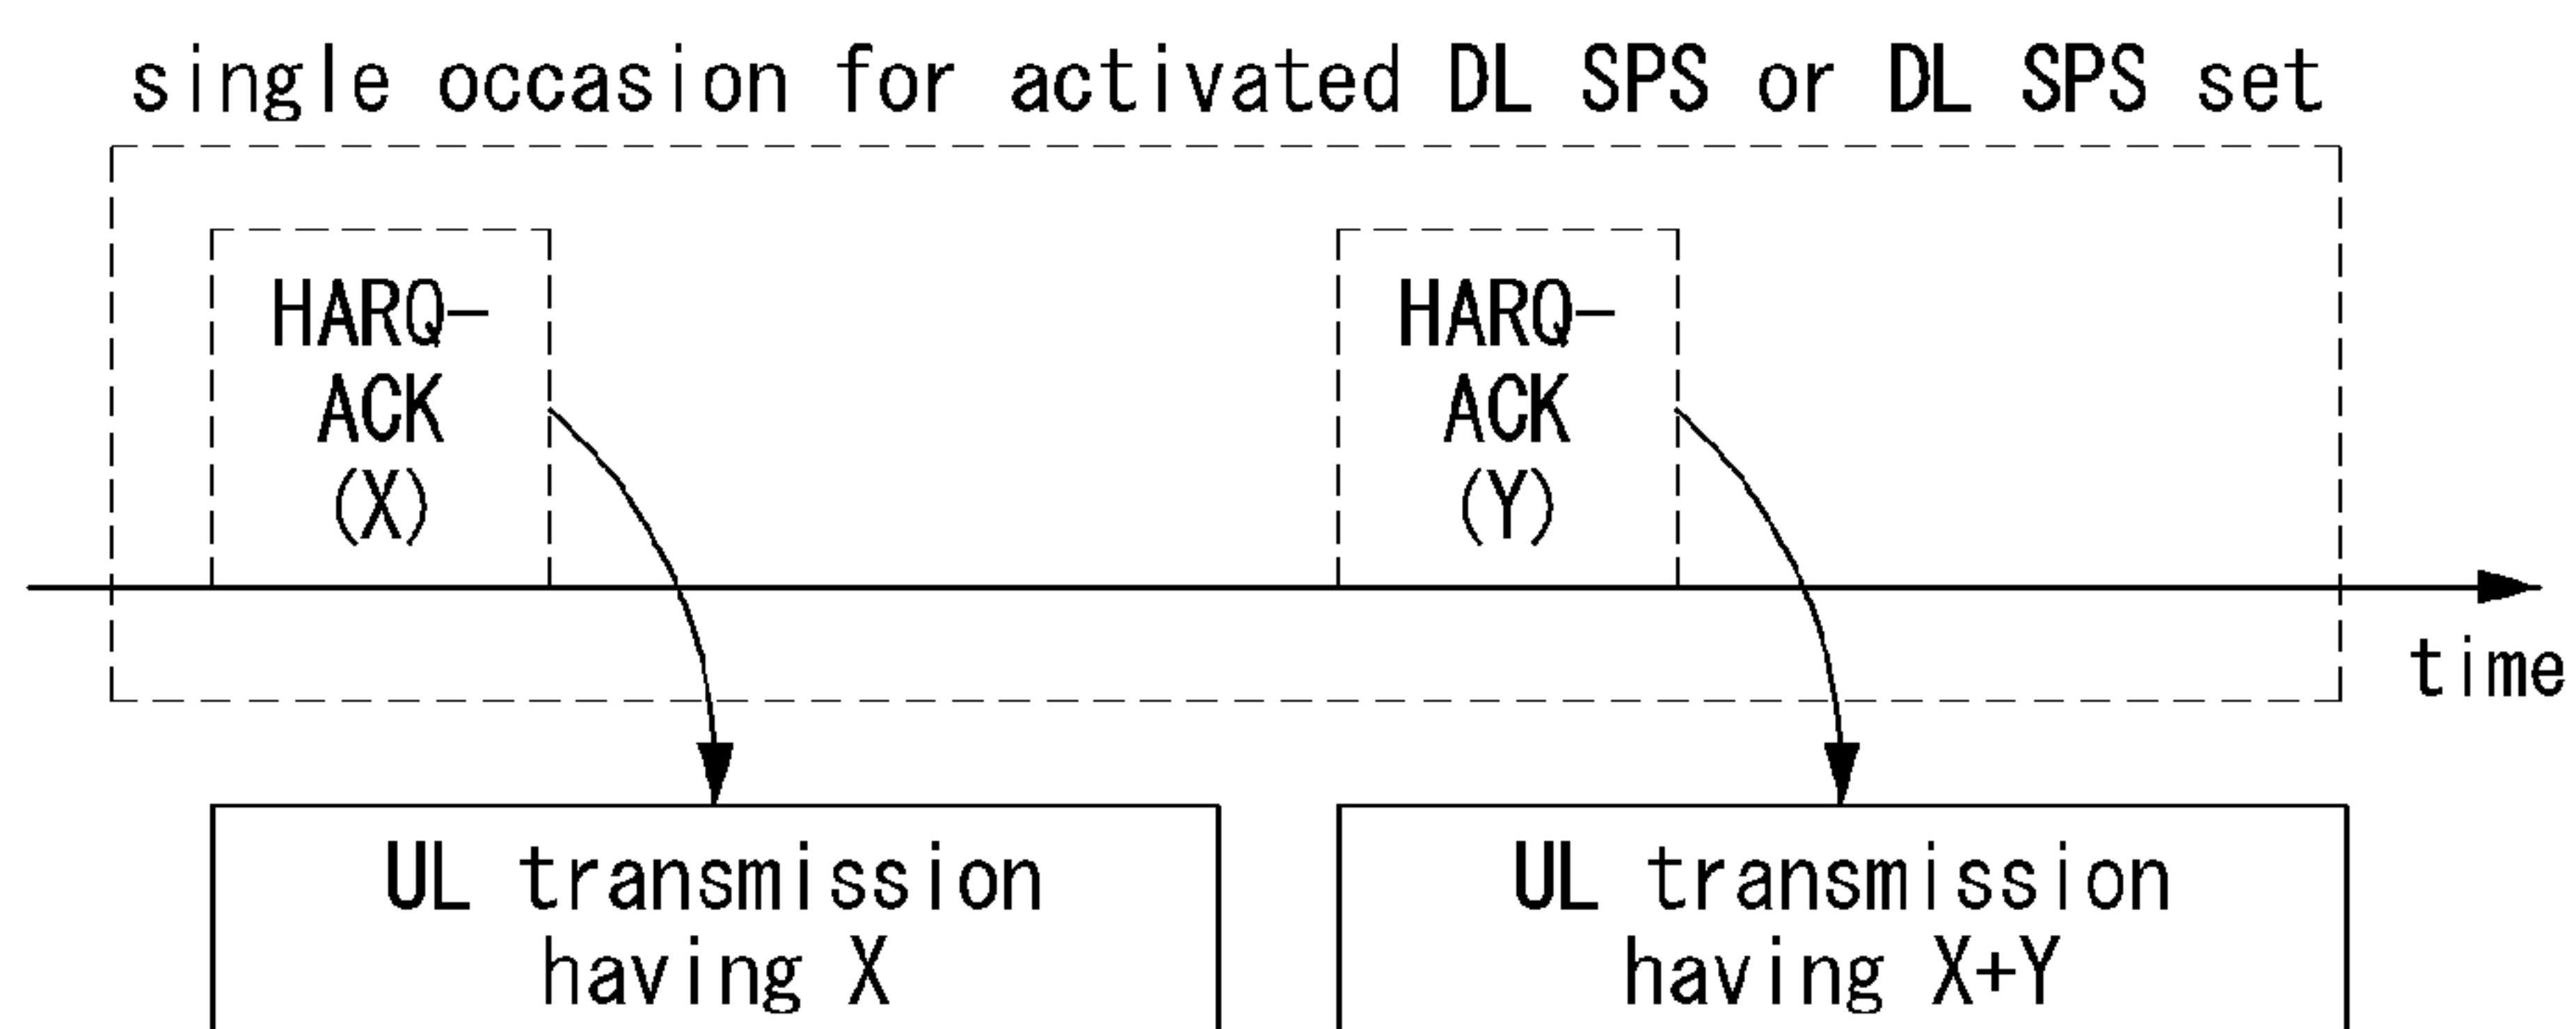 single occasion for activated DL SPS or DL SPS set
HARQ-
ACK
(X)
HARQ-
ACK
(Y)
time
UL transmission
having X
UL transmission
having X+Y